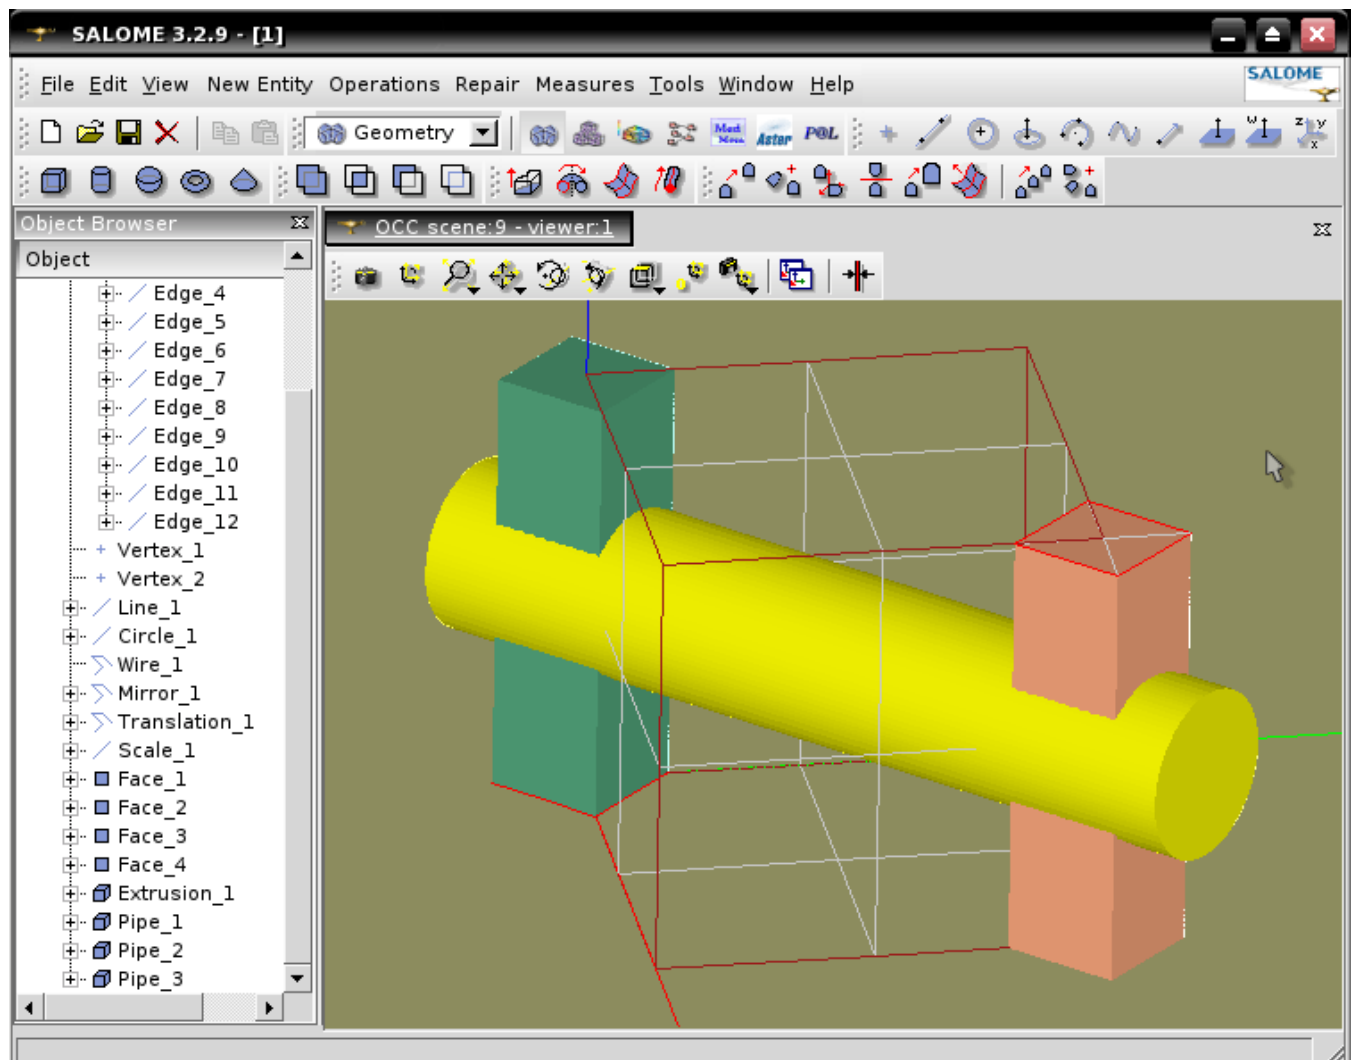 SALOME 3.2.9 - [1]
File Edit View New Entity Operations Repair Measures Tools Window Help
SALOME
Geometry
Med
Aster
POL
w
z y
x
Object Browser
OCC scene:9 - viewer:1
Object
Edge_4
Edge_5
Edge_6
Edge_7
Edge_8
Edge_9
Edge_10
Edge_11
Edge_12
Vertex_1
Vertex_2
Line_1
Circle_1
Wire_1
Mirror_1
Translation_1
Scale_1
Face_1
Face_2
Face_3
Face_4
Extrusion_1
Pipe_1
Pipe_2
Pipe_3